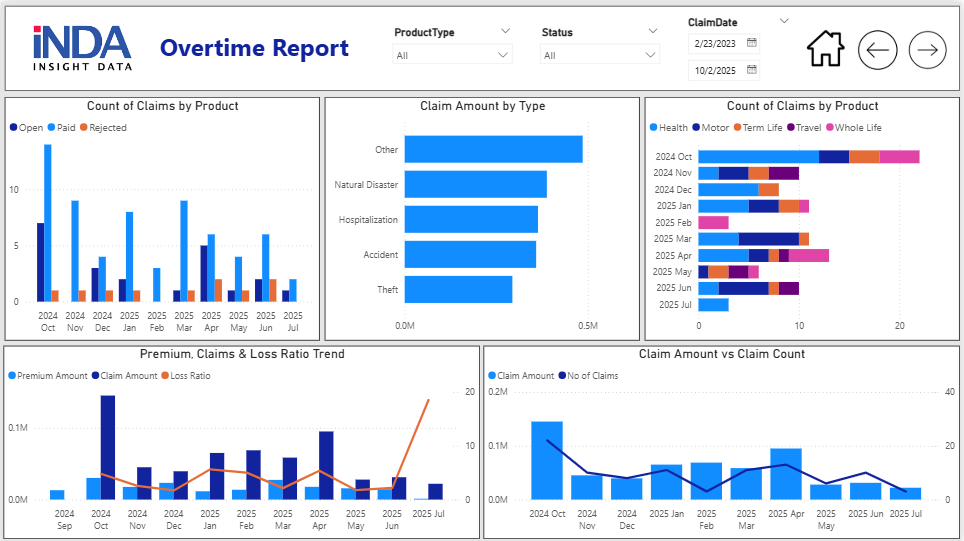 iNDA
INSIGHT DATA
Overtime Report
ProductType
All
Status
All
ClaimDate
2/23/2023
10/2/2025
Count of Claims by Product
Open Paid Rejected
10
5
0
2024 Oct
2024 Nov
2024 Dec
2025 Jan
2025 Feb
2025 Mar
2025 Apr
2025 May
2025 Jun
2025 Jul
Claim Amount by Type
Other
Natural Disaster
Hospitalization
Accident
Theft
0.0M 0.5M
Count of Claims by Product
Health Motor Term Life Travel Whole Life
2024 Oct
2024 Nov
2024 Dec
2025 Jan
2025 Feb
2025 Mar
2025 Apr
2025 May
2025 Jun
2025 Jul
0 10 20
Premium, Claims & Loss Ratio Trend
Premium Amount Claim Amount Loss Ratio
0.1M
0.0M
20
10
0
2024 Sep
2024 Oct
2024 Nov
2024 Dec
2025 Jan
2025 Feb
2025 Mar
2025 Apr
2025 May
2025 Jun
2025 Jul
Claim Amount vs Claim Count
Claim Amount No of Claims
0.2M
0.1M
0.0M
40
20
0
2024 Oct
2024 Nov
2024 Dec
2025 Jan
2025 Feb
2025 Mar
2025 Apr
2025 May
2025 Jun
2025 Jul